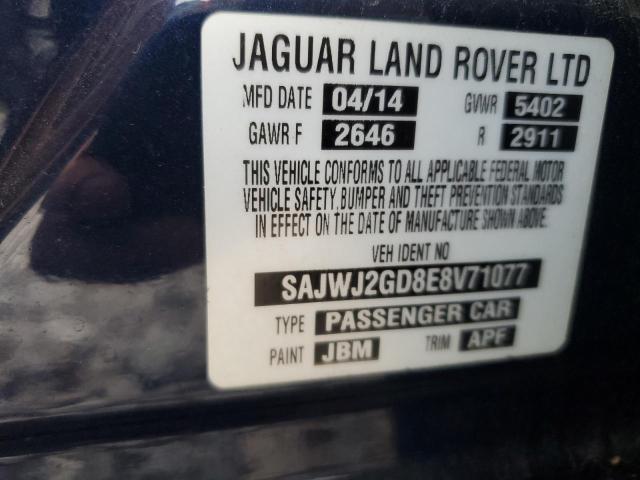 JAGUAR LAND ROVER LTD
MFD DATE 04/14 GVWR 5402
GAWR F 2646 R 2911
THIS VEHICLE CONFORMS TO ALL APPLICABLE FEDERAL MOTOR
VEHICLE SAFETY, BUMPER AND THEFT PREVENTION STANDARDS
IN EFFECT ON THE DATE OF MANUFACTURE SHOWN ABOVE.
VEH IDENT NO
SAJWJ2GD8E8V71077
TYPE PASSENGER CAR
PAINT JBM TRIM APF